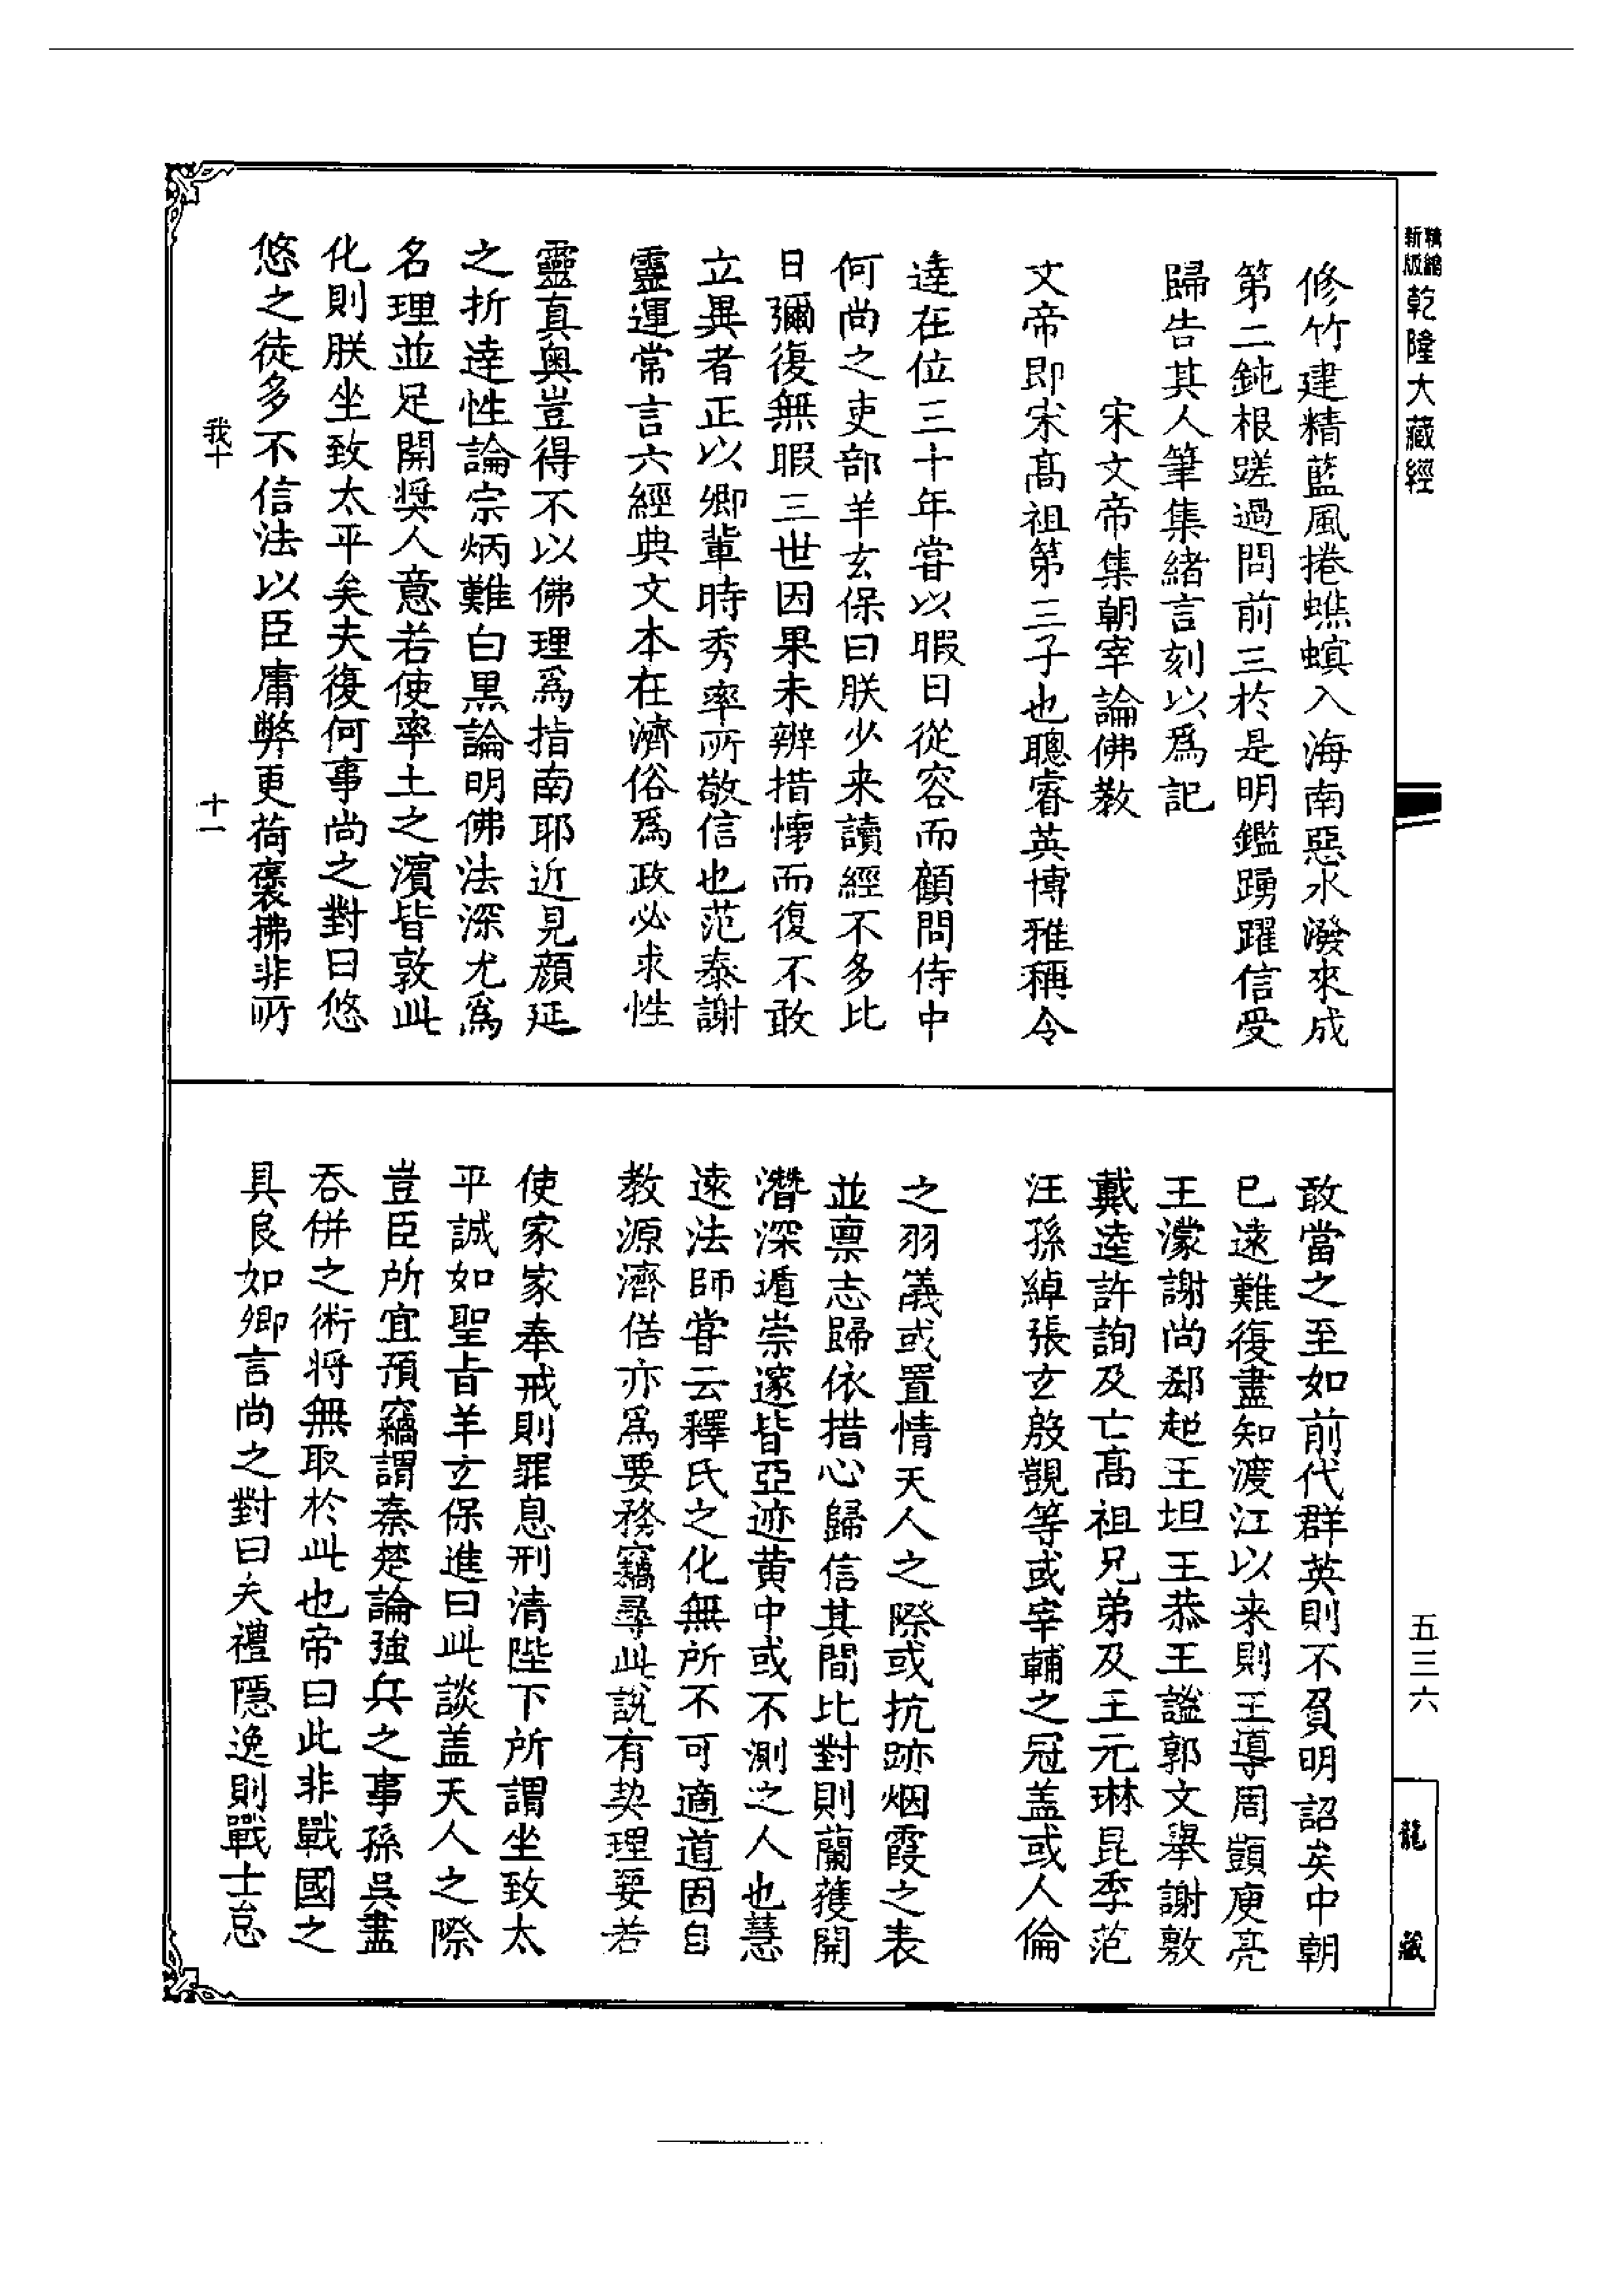 精縮新版乾隆大藏經
修竹建精藍風捲蟭螟入海南惡水潑來成
第二鈍根蹉過問前三於是明鑑踴躍信受
歸告其人筆集緒言刻以爲記
宋文帝集朝宰論佛教
文帝即宋髙祖第三子也聰睿英博雅稱令
達在位三十年甞以暇日從容而顧問侍中
何尚之吏部羊玄保曰朕少来讀經不多比
日彌復無暇三世因果未辨措懷而復不敢
立異者正以卿輩時秀率所敬信也范泰謝
靈運常言六經典文本在濟俗爲政必求性
靈真奥豈得不以佛理爲指南耶近見顔延
之折達性論宗炳難白黒論明佛法深尤爲
名理並足開奨人意若使率土之濱皆敦此
化則朕坐致太平矣夫復何事尚之對曰悠
悠之徒多不信法以臣庸弊更荷褒拂非所
我十
十一
敢當之至如前代群英則不負明詔矣中朝
已逺難復盡知渡江以来則王導周顗庾亮
王濛謝尚郄超王坦王恭王謐郭文舉謝敷
戴逵許詢及亡髙祖兄弟及王元琳昆季范
汪孫綽張玄殷覬等或宰輔之冠盖或人倫
之羽儀或置情天人之際或抗跡烟霞之表
並禀志歸依措心歸信其間比對則蘭䕶開
潛深遁崇邃皆亞迹黄中或不測之人也慧
逺法師甞云釋氏之化無所不可適道固自
教源濟俗亦爲要務竊尋此說有契理要若
使家家奉戒則罪息刑清陛下所謂坐致太
平誠如聖旨羊玄保進曰此談盖天人之際
豈臣所宜預竊謂秦楚論強兵之事孫吳盡
吞併之術将無取於此也帝曰此非戰國之
具良如卿言尚之對曰夫禮隱逸則戰士怠
五三六
龍藏